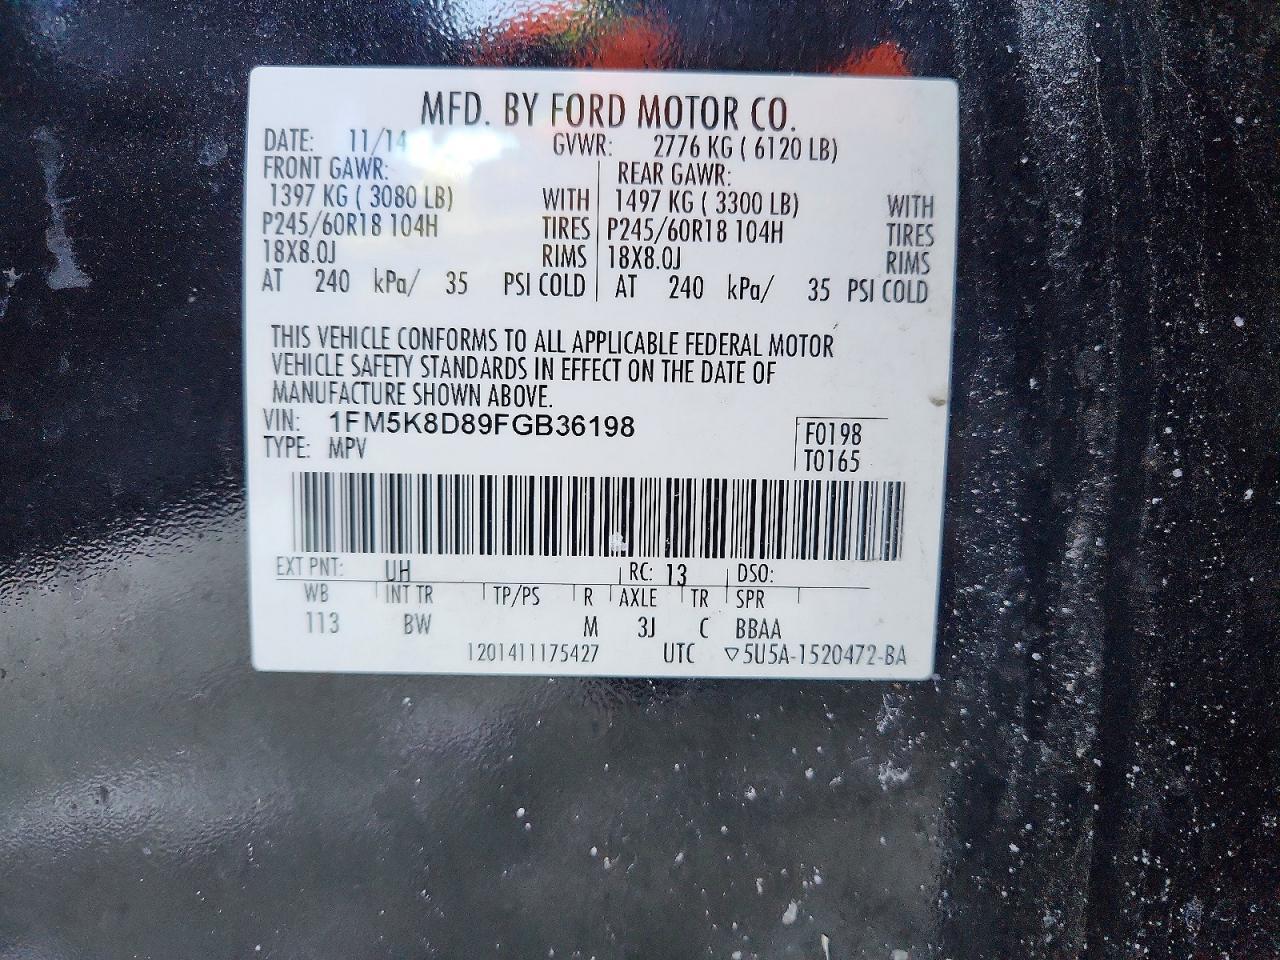 MFD. BY FORD MOTOR CO.
DATE: 11/14 GVWR: 2776 KG ( 6120 LB)
FRONT GAWR: REAR GAWR:
1397 KG ( 3080 LB) WITH 1497 KG ( 3300 LB) WITH
P245/60R18 104H TIRES P245/60R18 104H TIRES
18X8.0J RIMS 18X8.0J RIMS
AT 240 kPa/ 35 PSI COLD AT 240 kPa/ 35 PSI COLD
THIS VEHICLE CONFORMS TO ALL APPLICABLE FEDERAL MOTOR
VEHICLE SAFETY STANDARDS IN EFFECT ON THE DATE OF
MANUFACTURE SHOWN ABOVE.
VIN: 1FM5K8D89FGB36198 F0198
TYPE: MPV T0165
EXT PNT: UH RC: 13 DSO:
WB INT TR TP/PS R AXLE TR SPR
113 BW M 3J C BBAA
1201411175427 UTC ▽5U5A-1520472-BA